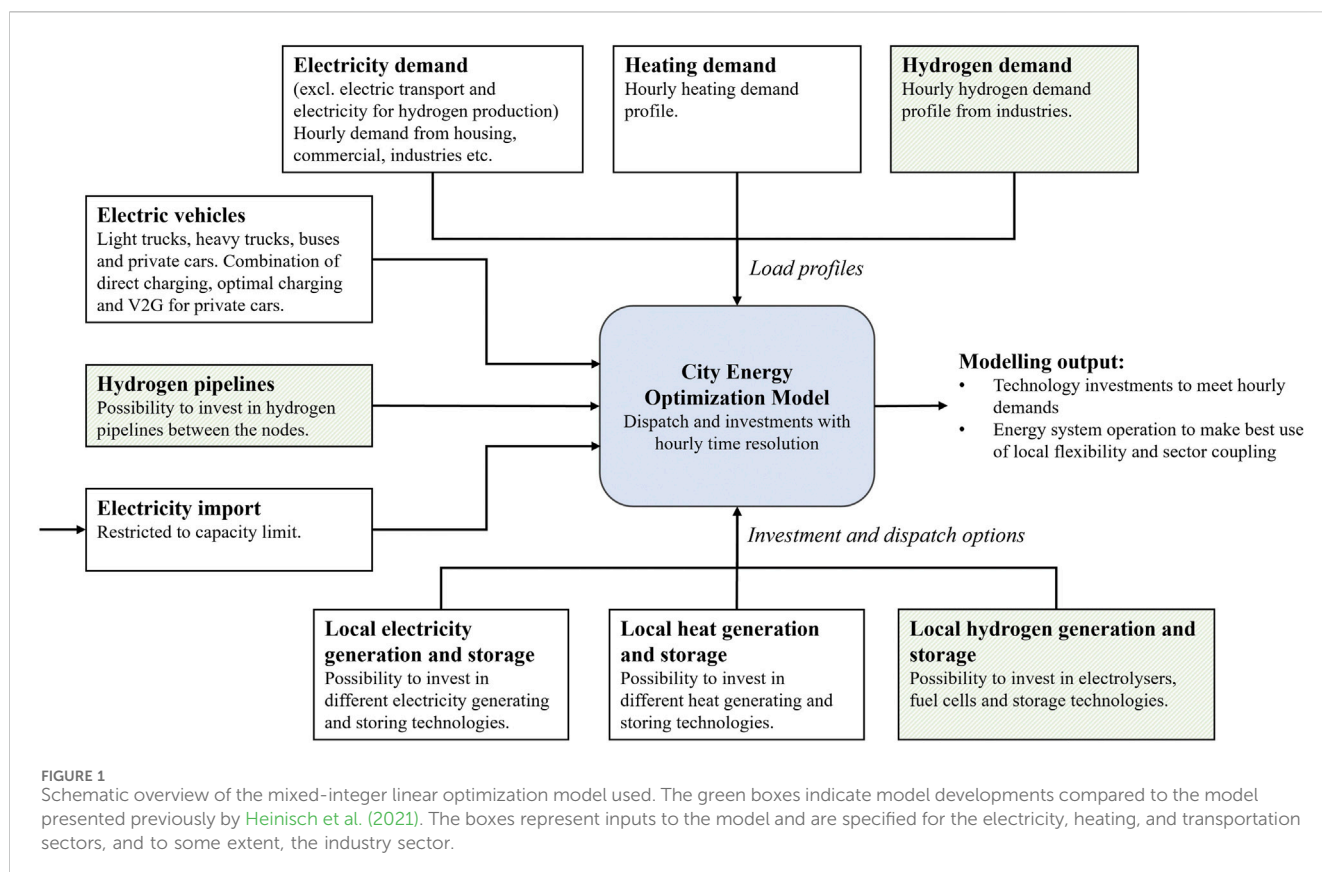 Electricity demand
(excl. electric transport and
electricity for hydrogen production)
Hourly demand from housing,
commercial, industries etc.
Heating demand
Hourly heating demand
profile.
Hydrogen demand
Hourly hydrogen demand
profile from industries.
Electric vehicles
Light trucks, heavy trucks, buses
and private cars. Combination of
direct charging, optimal charging
and V2G for private cars.
Load profiles
Hydrogen pipelines
Possibility to invest in hydrogen
pipelines between the nodes.
City Energy
Optimization Model
Dispatch and investments with
hourly time resolution
Modelling output:
• Technology investments to meet hourly
demands
• Energy system operation to make best use
of local flexibility and sector coupling
Electricity import
Restricted to capacity limit.
Investment and dispatch options
Local electricity
generation and storage
Possibility to invest in
different electricity generating
and storing technologies.
Local heat generation
and storage
Possibility to invest in
different heat generating and
storing technologies.
Local hydrogen generation and
storage
Possibility to invest in electrolysers,
fuel cells and storage technologies.
FIGURE 1
Schematic overview of the mixed-integer linear optimization model used. The green boxes indicate model developments compared to the model
presented previously by Heinisch et al. (2021). The boxes represent inputs to the model and are specified for the electricity, heating, and transportation
sectors, and to some extent, the industry sector.